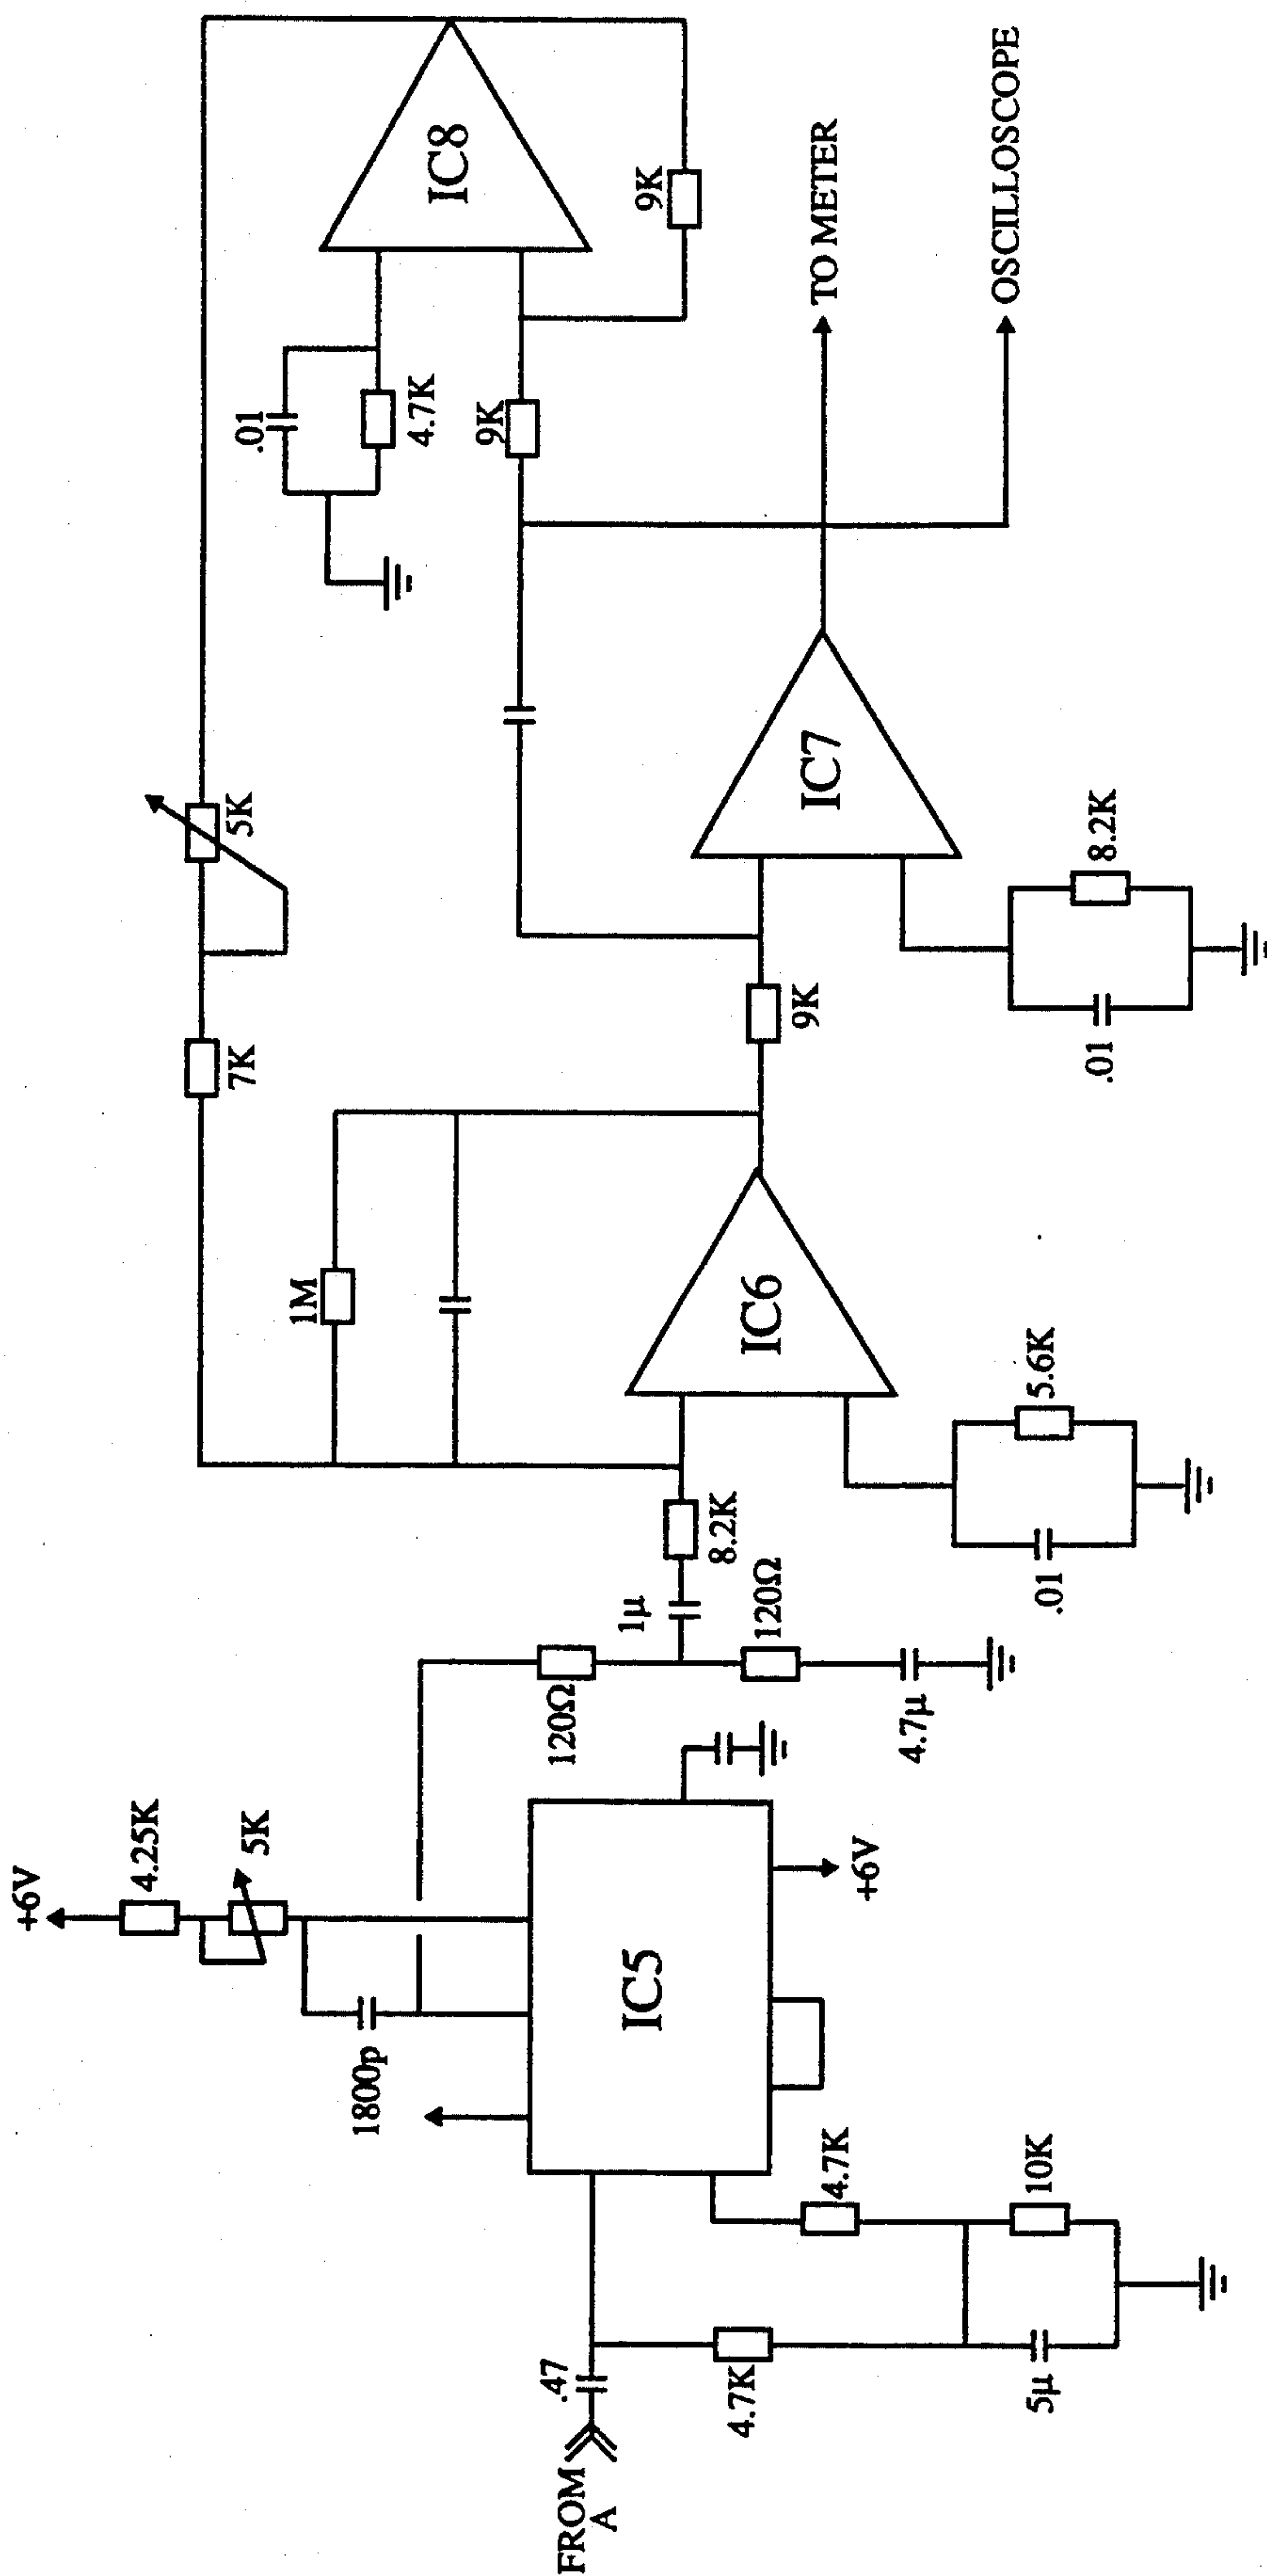 FROM
A
.47
4.7K
5µ
4.7K
10K
1800p
+6V
4.25K
5K
IC5
+6V
120Ω
120Ω
4.7µ
1µ
8.2K
1M
IC6
.01
5.6K
7K
5K
9K
IC7
.01
8.2K
.01
4.7K
9K
IC8
9K
TO METER
OSCILLOSCOPE